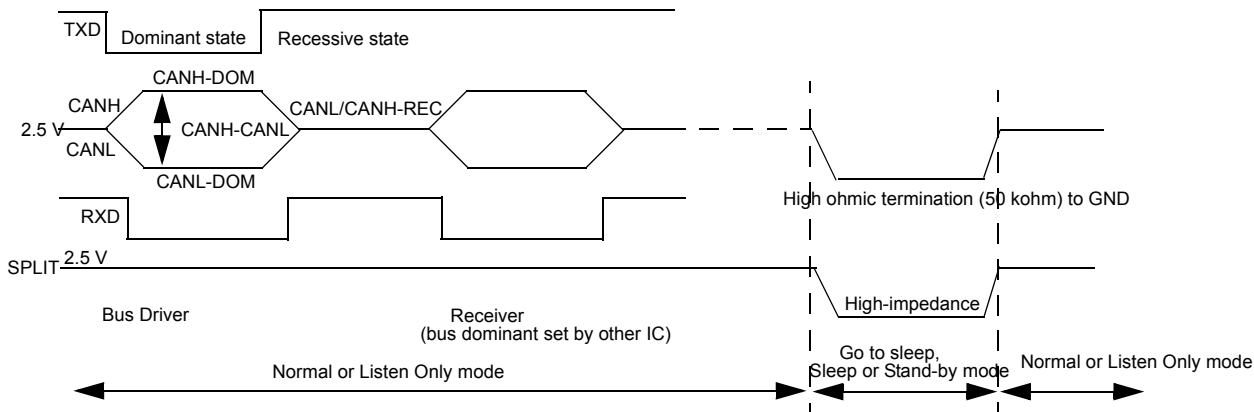 TXD
Dominant state
Recessive state
CANH-DOM
CANH
CANL/CANH-REC
2.5 V
CANH-CANL
CANL
CANL-DOM
High ohmic termination (50 kohm) to GND
RXD
2.5 V
SPLIT
High-impedance
Bus Driver
Receiver
(bus dominant set by other IC)
Go to sleep,
Sleep or Stand-by mode
Normal or Listen Only mode
Normal or Listen Only mode